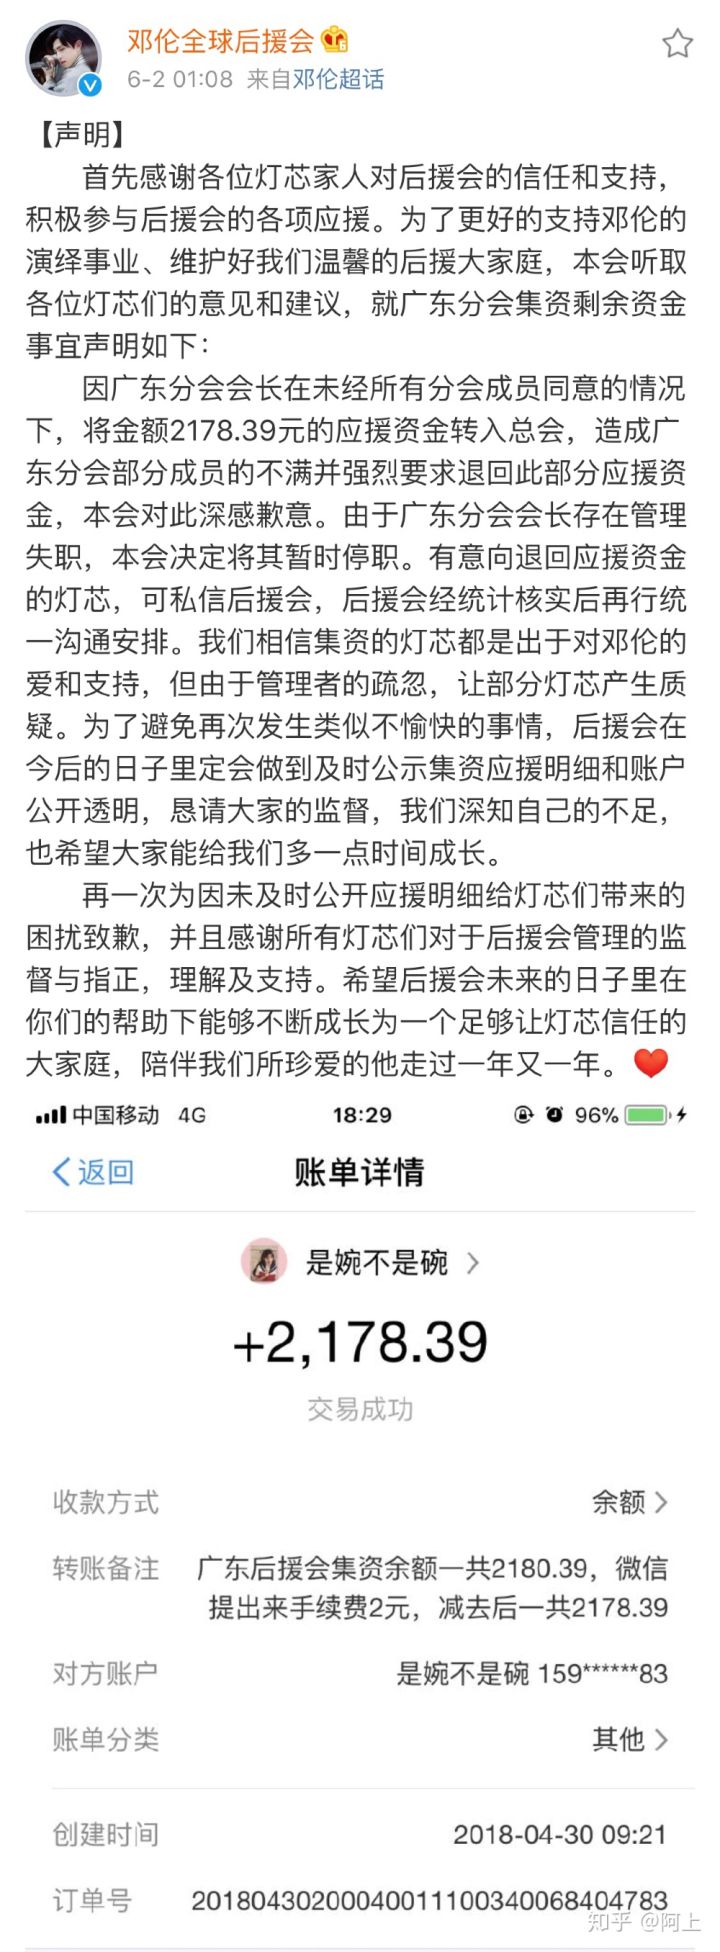 邓伦全球后援会
6-2 01:08 来自邓伦超话
【声明】
首先感谢各位灯芯家人对后援会的信任和支持，
积极参与后援会的各项应援。为了更好的支持邓伦的
演绎事业、维护好我们温馨的后援大家庭，本会听取
各位灯芯们的意见和建议，就广东分会集资剩余资金
事宜声明如下：
因广东分会会长在未经所有分会成员同意的情况
下，将金额2178.39元的应援资金转入总会，造成广
东分会部分成员的不满并强烈要求退回此部分应援资
金，本会对此深感歉意。由于广东分会会长存在管理
失职，本会决定将其暂时停职。有意向退回应援资金
的灯芯，可私信后援会，后援会经统计核实后再行统
一沟通安排。我们相信集资的灯芯都是出于对邓伦的
爱和支持，但由于管理者的疏忽，让部分灯芯产生质
疑。为了避免再次发生类似不愉快的事情，后援会在
今后的日子里定会做到及时公示集资应援明细和账户
公开透明，恳请大家的监督，我们深知自己的不足，
也希望大家能给我们多一点时间成长。
再一次为因未及时公开应援明细给灯芯们带来的
困扰致歉，并且感谢所有灯芯们对于后援会管理的监
督与指正，理解及支持。希望后援会未来的日子里在
你们的帮助下能够不断成长为一个足够让灯芯信任的
大家庭，陪伴我们所珍爱的他走过一年又一年。❤️
中国移动 4G 18:29 96%
返回 账单详情
是婉不是碗
+2,178.39
交易成功
收款方式 余额
转账备注 广东后援会集资余额一共2180.39，微信
提出来手续费2元，减去后一共2178.39
对方账户 是婉不是碗 159******83
账单分类 其他
创建时间 2018-04-30 09:21
订单号 20180430200040011100340068404783
知乎 @阿上